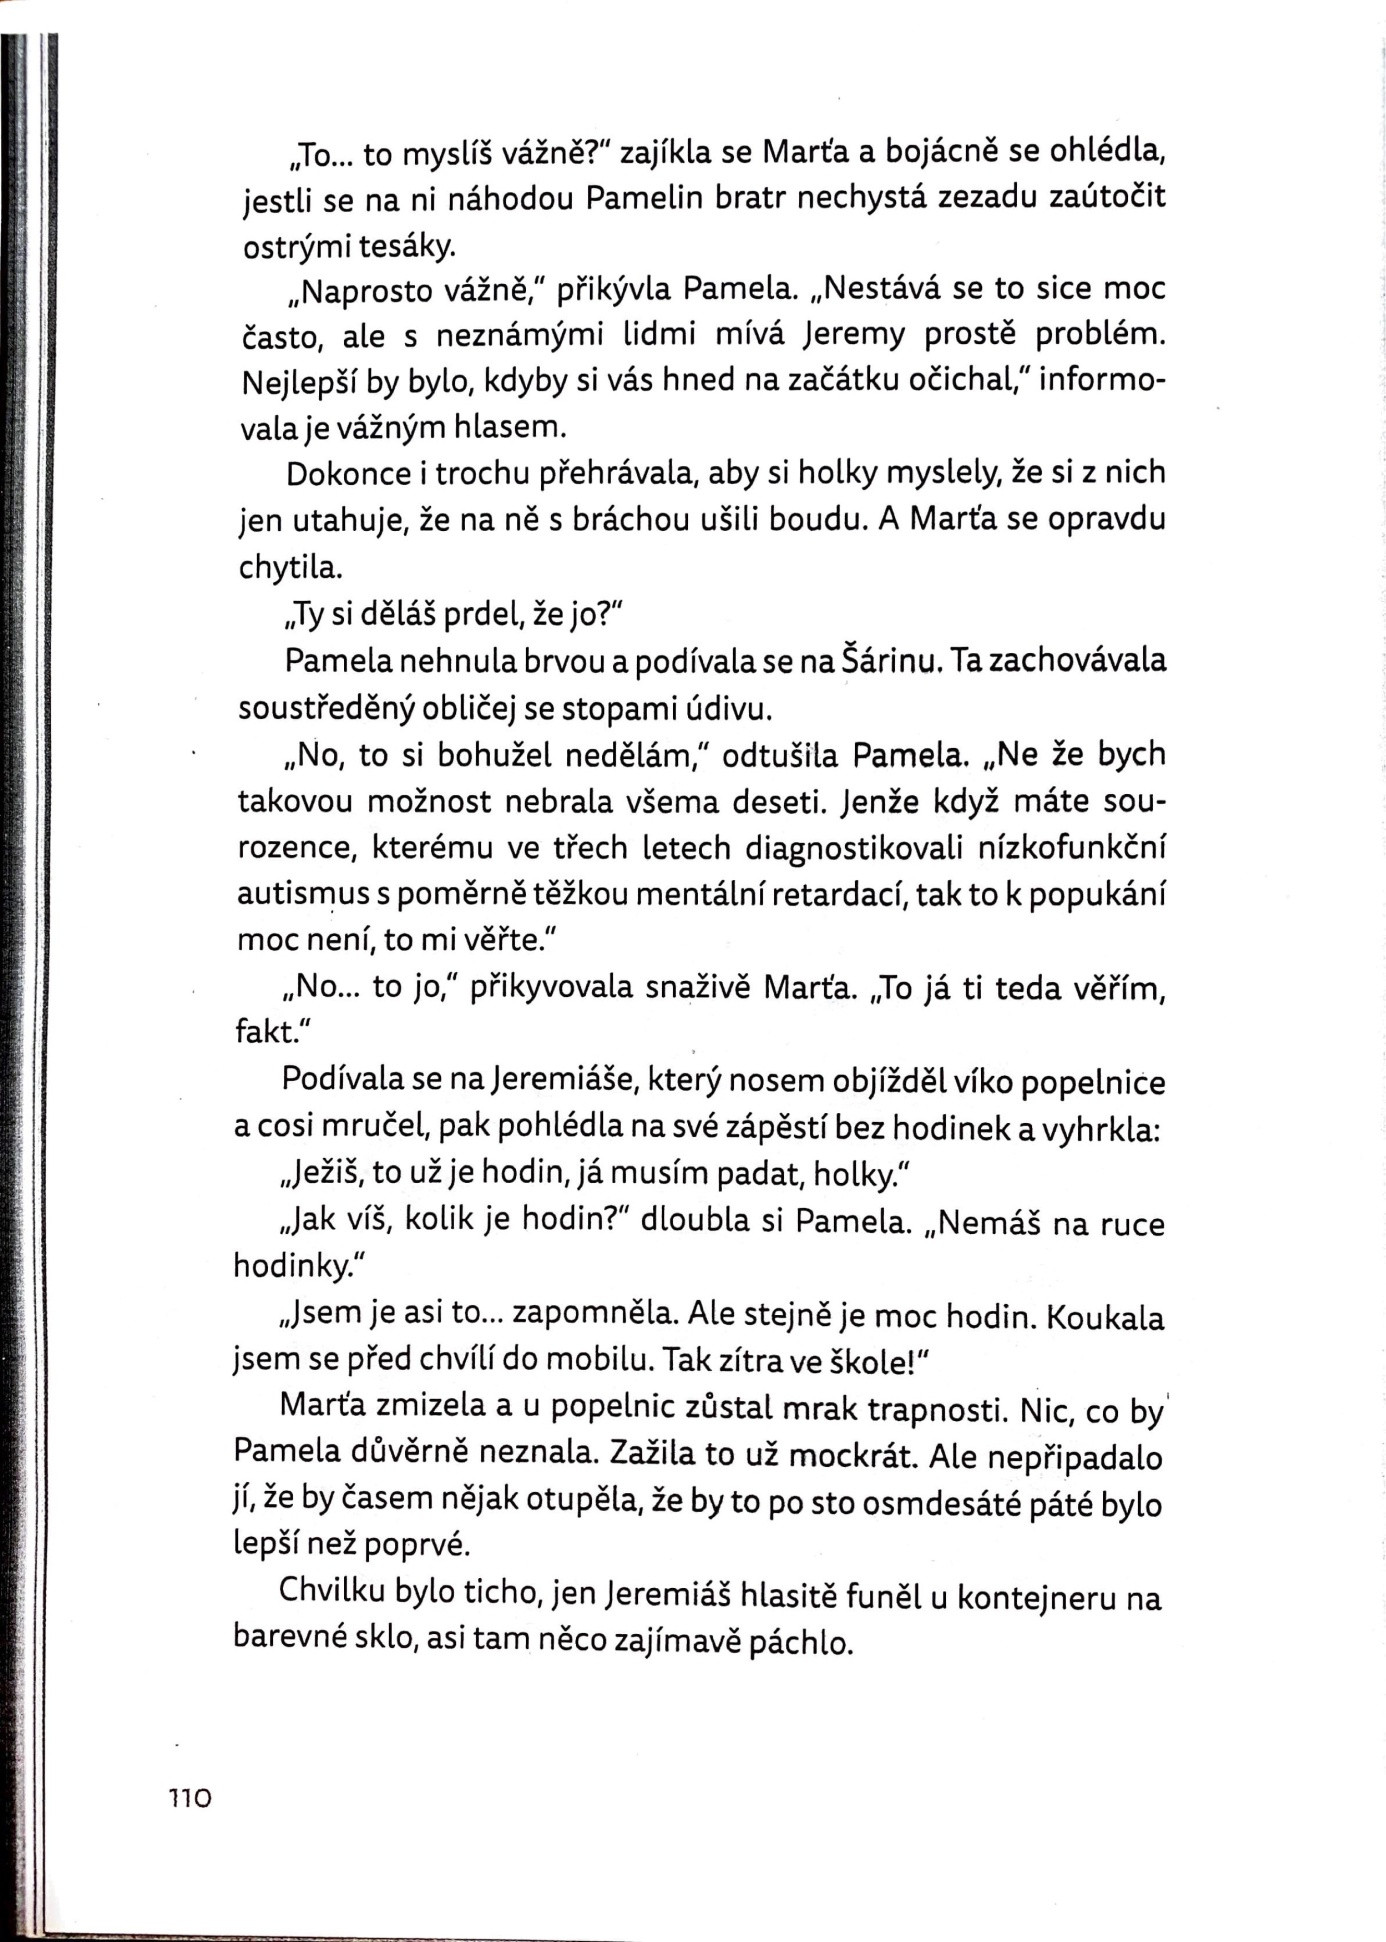 „To... to myslíš vážně?“ zajíkla se Marťa a bojácně se ohlédla,
jestli se na ni náhodou Pamelin bratr nechystá zezadu zaútočit
ostrými tesáky.
„Naprosto vážně,“ přikývla Pamela. „Nestává se to sice moc
často, ale s neznámými lidmi mívá Jeremy prostě problém.
Nejlepší by bylo, kdyby si vás hned na začátku očichal,“ informo-
vala je vážným hlasem.
Dokonce i trochu přehrávala, aby si holky myslely, že si z nich
jen utahuje, že na ně s bráchou ušili boudu. A Marťa se opravdu
chytila.
„Ty si děláš prdel, že jo?“
Pamela nehnula brvou a podívala se na Šárinu. Ta zachovávala
soustředěný obličej se stopami údivu.
„No, to si bohužel nedělám,“ odtušila Pamela. „Ne že bych
takovou možnost nebrala všema deseti. Jenže když máte sou-
rozence, kterému ve třech letech diagnostikovali nízkofunkční
autismus s poměrně těžkou mentální retardací, tak to k popukání
moc není, to mi věřte.“
„No... to jo,“ přikyvovala snaživě Marťa. „To já ti teda věřím,
fakt.“
Podívala se na Jeremiáše, který nosem objížděl víko popelnice
a cosi mručel, pak pohlédla na své zápěstí bez hodinek a vyhrkla:
„Ježiš, to už je hodin, já musím padat, holky.“
„Jak víš, kolik je hodin?“ dloubla si Pamela. „Nemáš na ruce
hodinky.“
„Jsem je asi to... zapomněla. Ale stejně je moc hodin. Koukala
jsem se před chvílí do mobilu. Tak zítra ve škole!“
Marťa zmizela a u popelnic zůstal mrak trapnosti. Nic, co by
Pamela důvěrně neznala. Zažila to už mockrát. Ale nepřipadalo
jí, že by časem nějak otupěla, že by to po sto osmdesáté páté bylo
lepší než poprvé.
Chvilku bylo ticho, jen Jeremiáš hlasitě funěl u kontejneru na
barevné sklo, asi tam něco zajímavě páchlo.
110